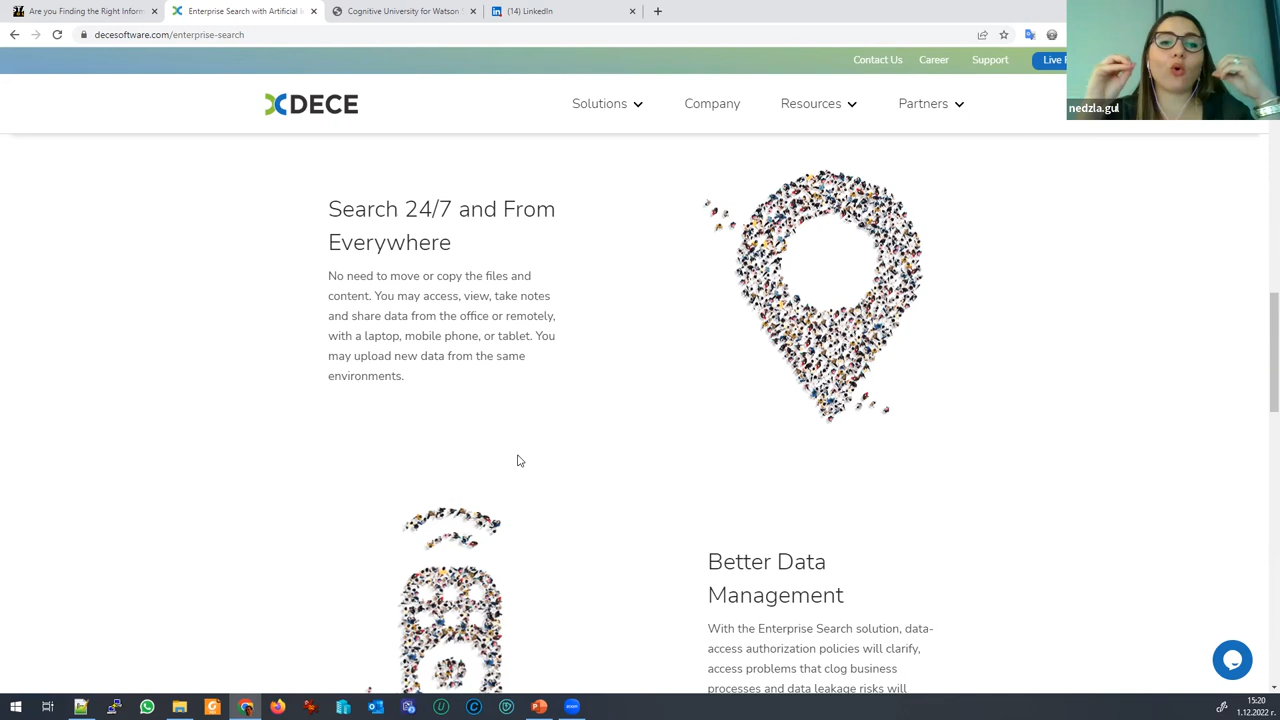 Are you Finding the Right Inform
Enterprise Search with Artificial In
Cognitive University for Watson S
(14) LinkedIn
decesoftware.com/enterprise-search
Contact Us
Career
Support
Live
nedzla.gul
DECE
Solutions
Company
Resources
Partners
Search 24/7 and From
Everywhere
No need to move or copy the files and
content. You may access, view, take notes
and share data from the office or remotely,
with a laptop, mobile phone, or tablet. You
may upload new data from the same
environments.
Better Data
Management
With the Enterprise Search solution, data-
access authorization policies will clarify,
access problems that clog business
processes and data leakage risks will
15:20
1.12.2022 г.